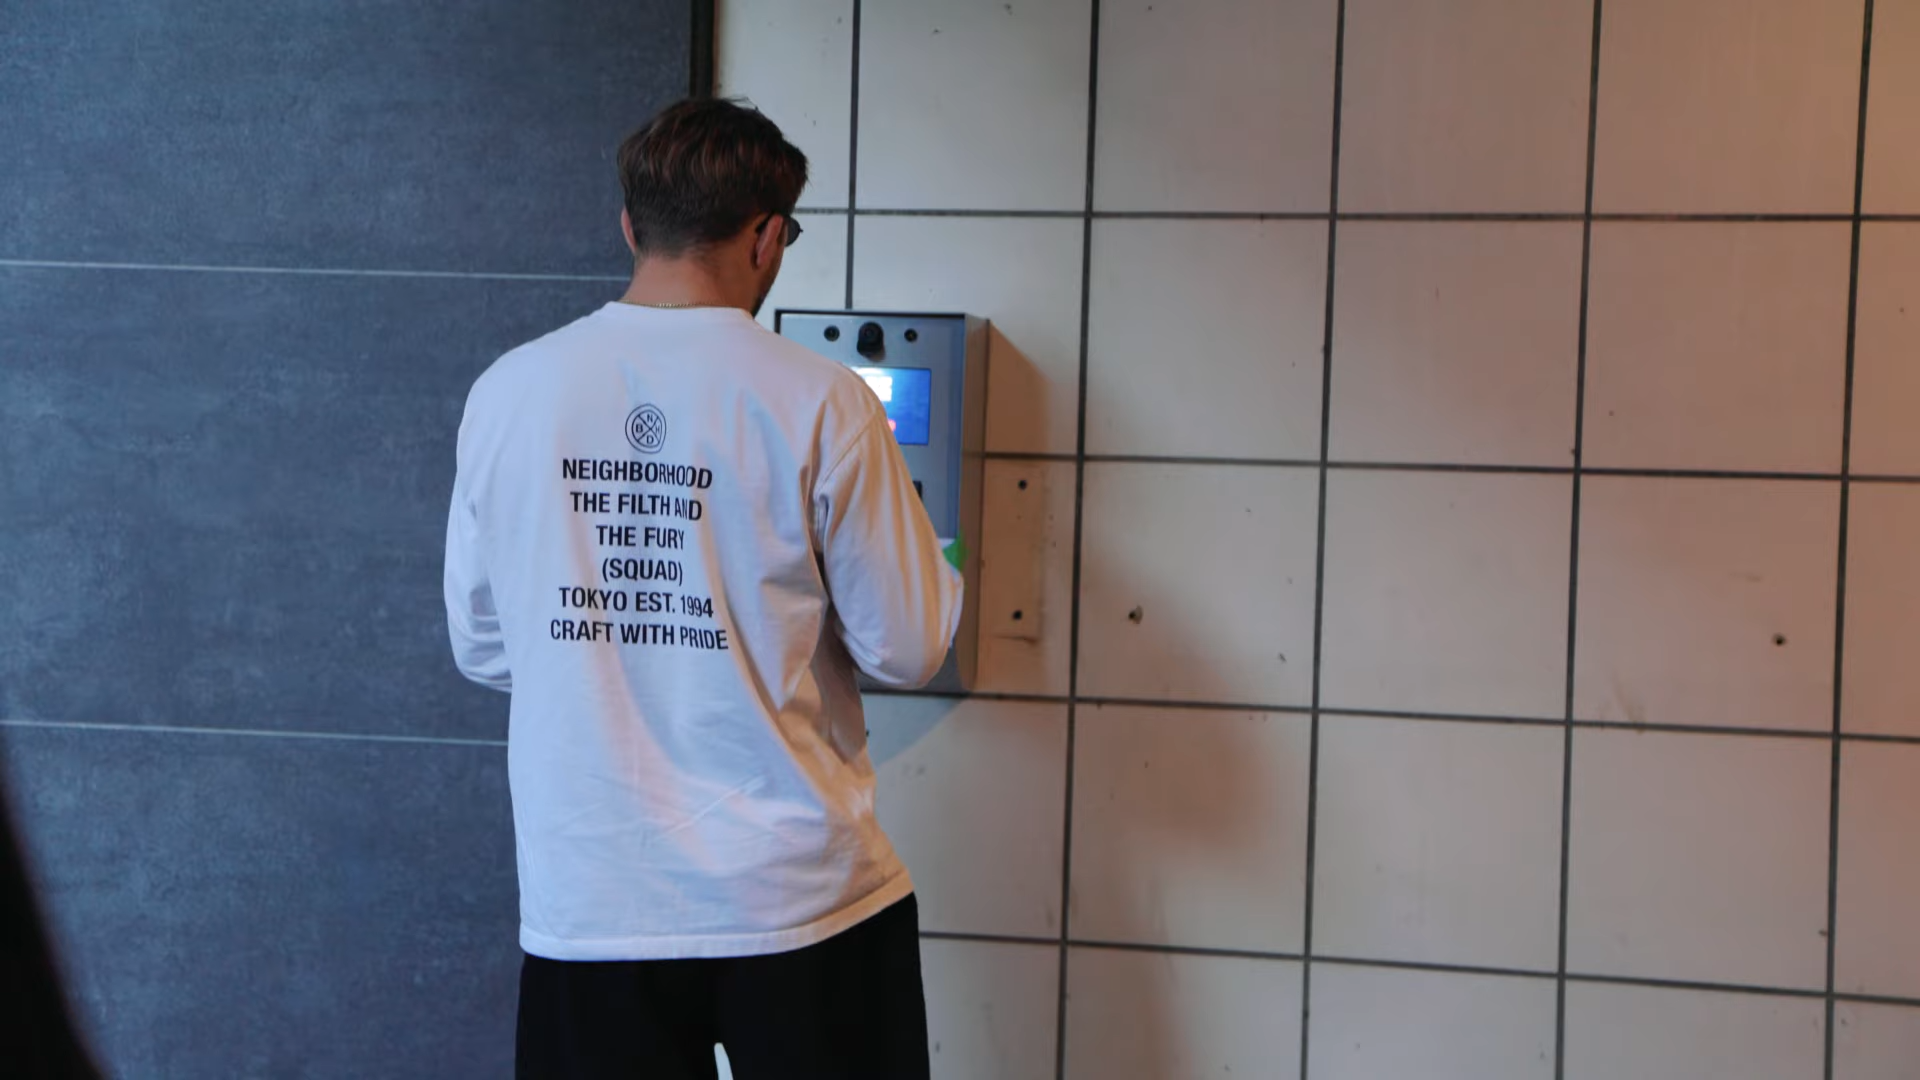 N
B H
D
NEIGHBORHOOD
THE FILTH AND
THE FURY
(SQUAD)
TOKYO EST. 1994
CRAFT WITH PRIDE